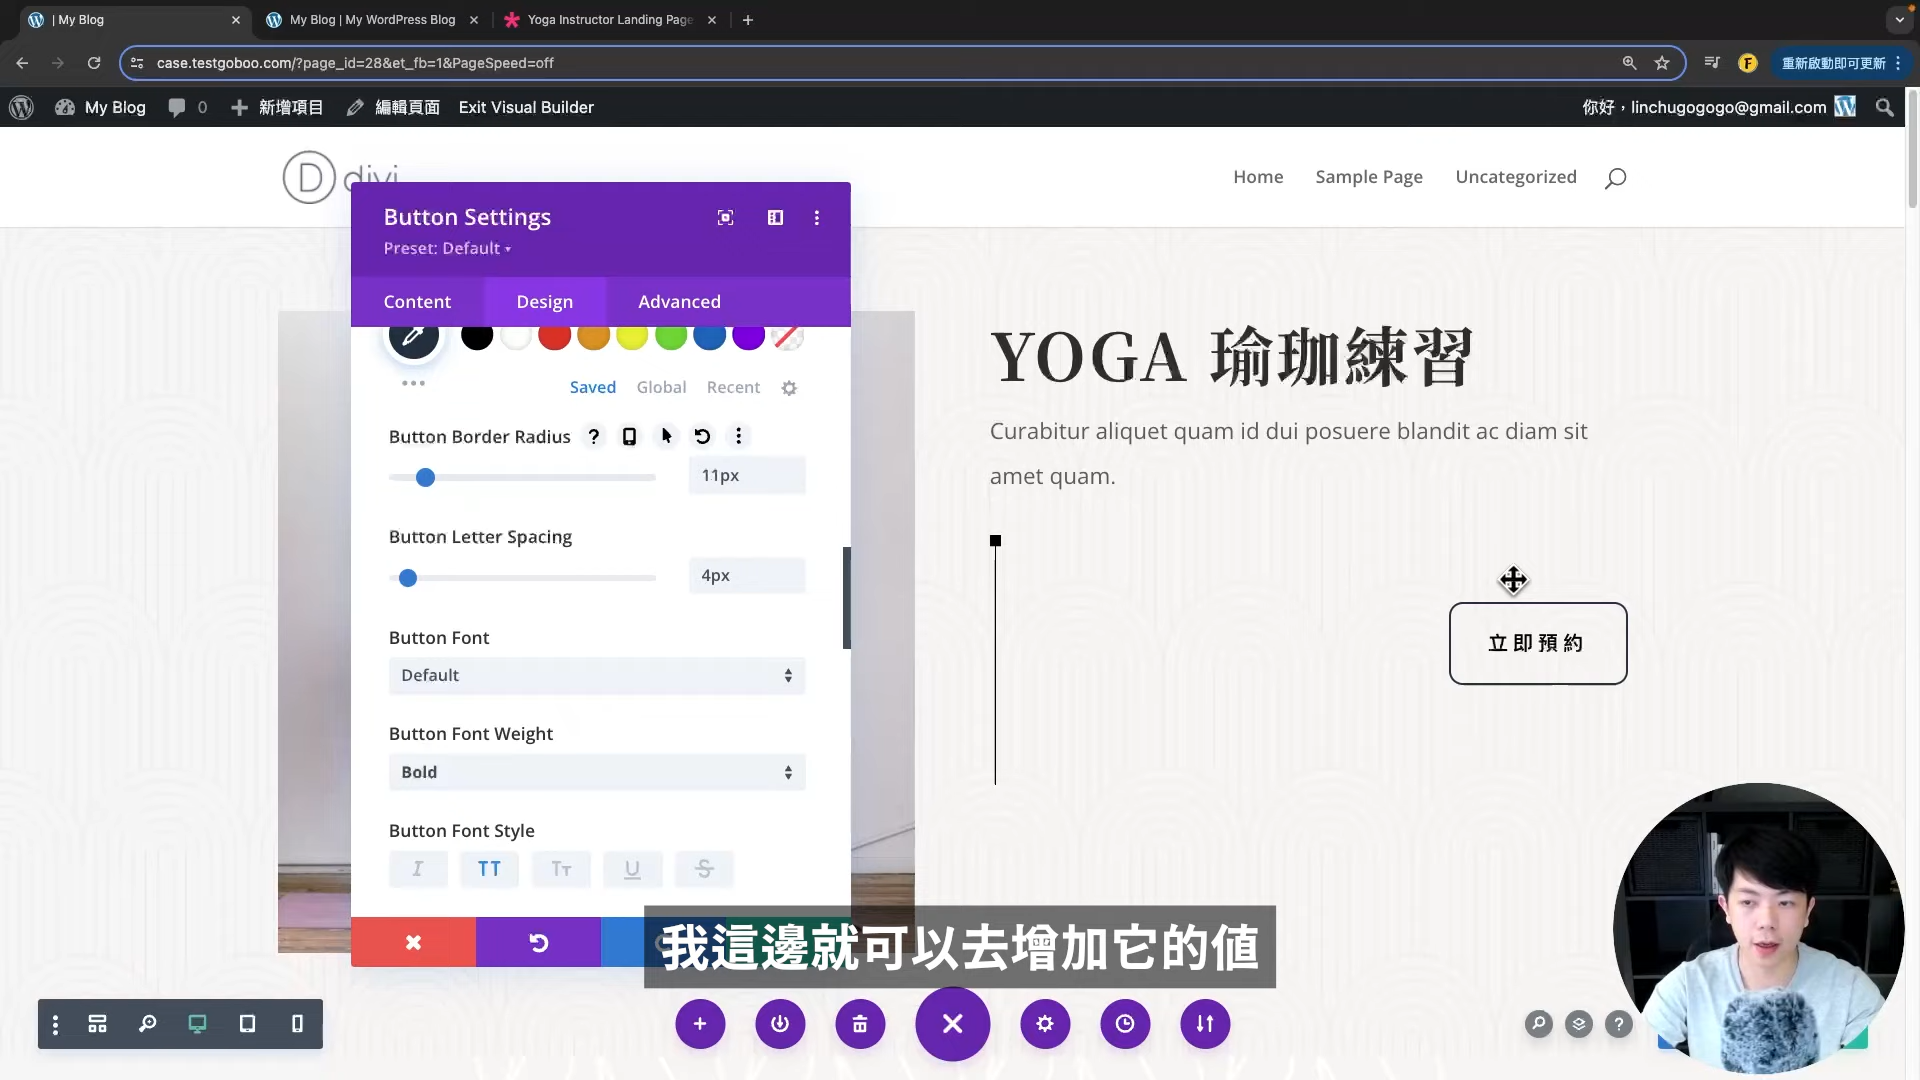 | My Blog
My Blog | My WordPress Blog
Yoga Instructor Landing Page
case.testgoboo.com/?page_id=28&et_fb=1&PageSpeed=off
重新啟動即可更新
My Blog
0
新增項目
編輯頁面
Exit Visual Builder
你好，linchugogogo@gmail.com
divi
Home
Sample Page
Uncategorized
Button Settings
Preset: Default
Content
Design
Advanced
Saved
Global
Recent
Button Border Radius
11px
Button Letter Spacing
4px
Button Font
Default
Button Font Weight
Bold
Button Font Style
YOGA 瑜珈練習
Curabitur aliquet quam id dui posuere blandit ac diam sit
amet quam.
立即預約
我這邊就可以去增加它的值